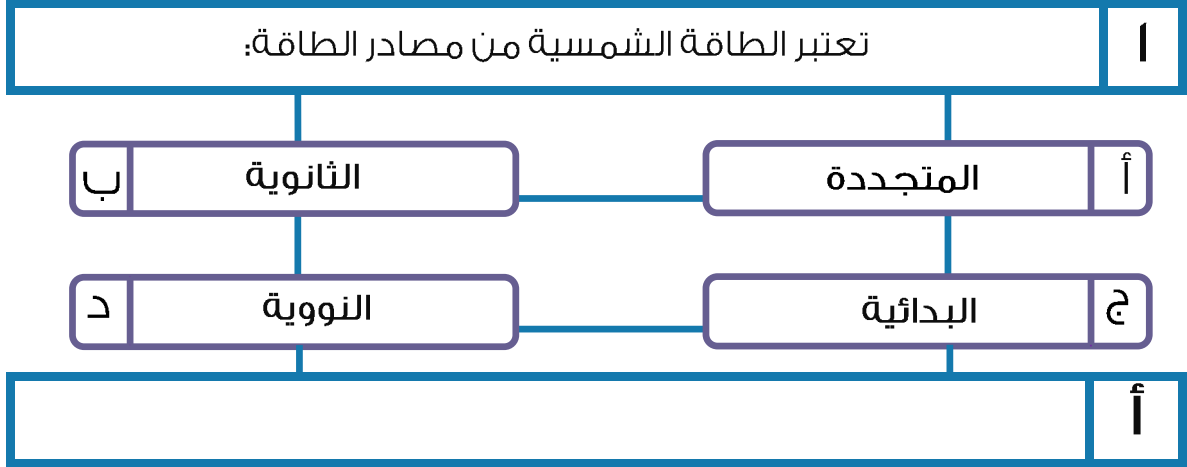 ١ تعتبر الطاقة الشمسية من مصادر الطاقة:
أ المتجددة
ب الثانوية
ج البدائية
د النووية
أ